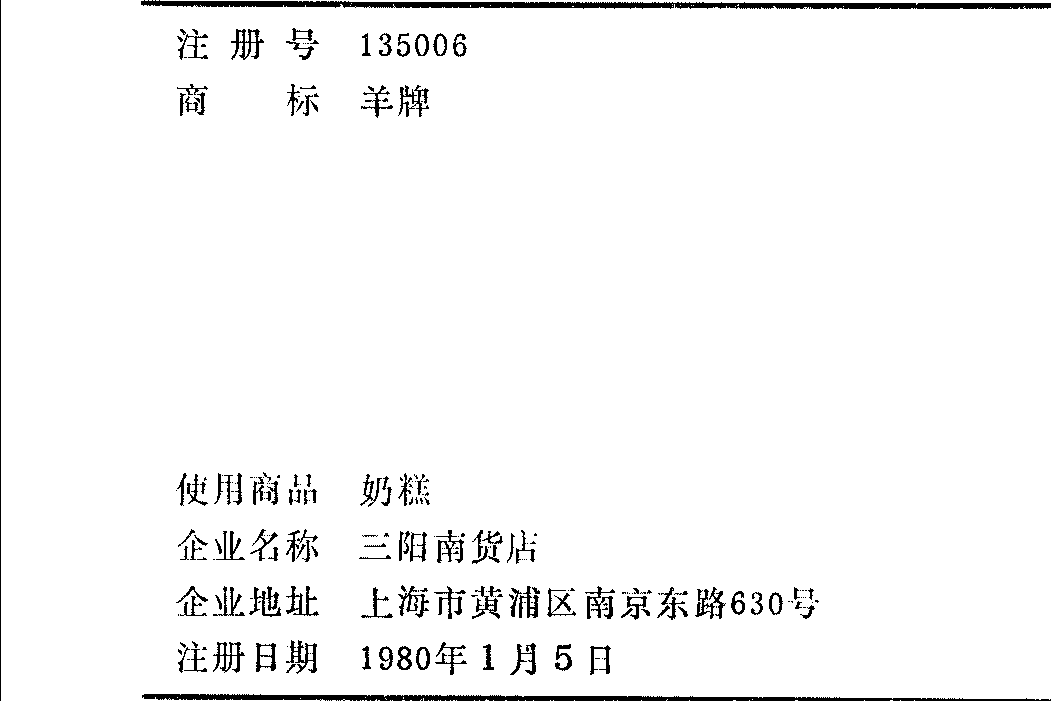 注册号 135006
商标 羊牌
使用商品 奶糕
企业名称 三阳南货店
企业地址 上海市黄浦区南京东路630号
注册日期 1980年1月5日